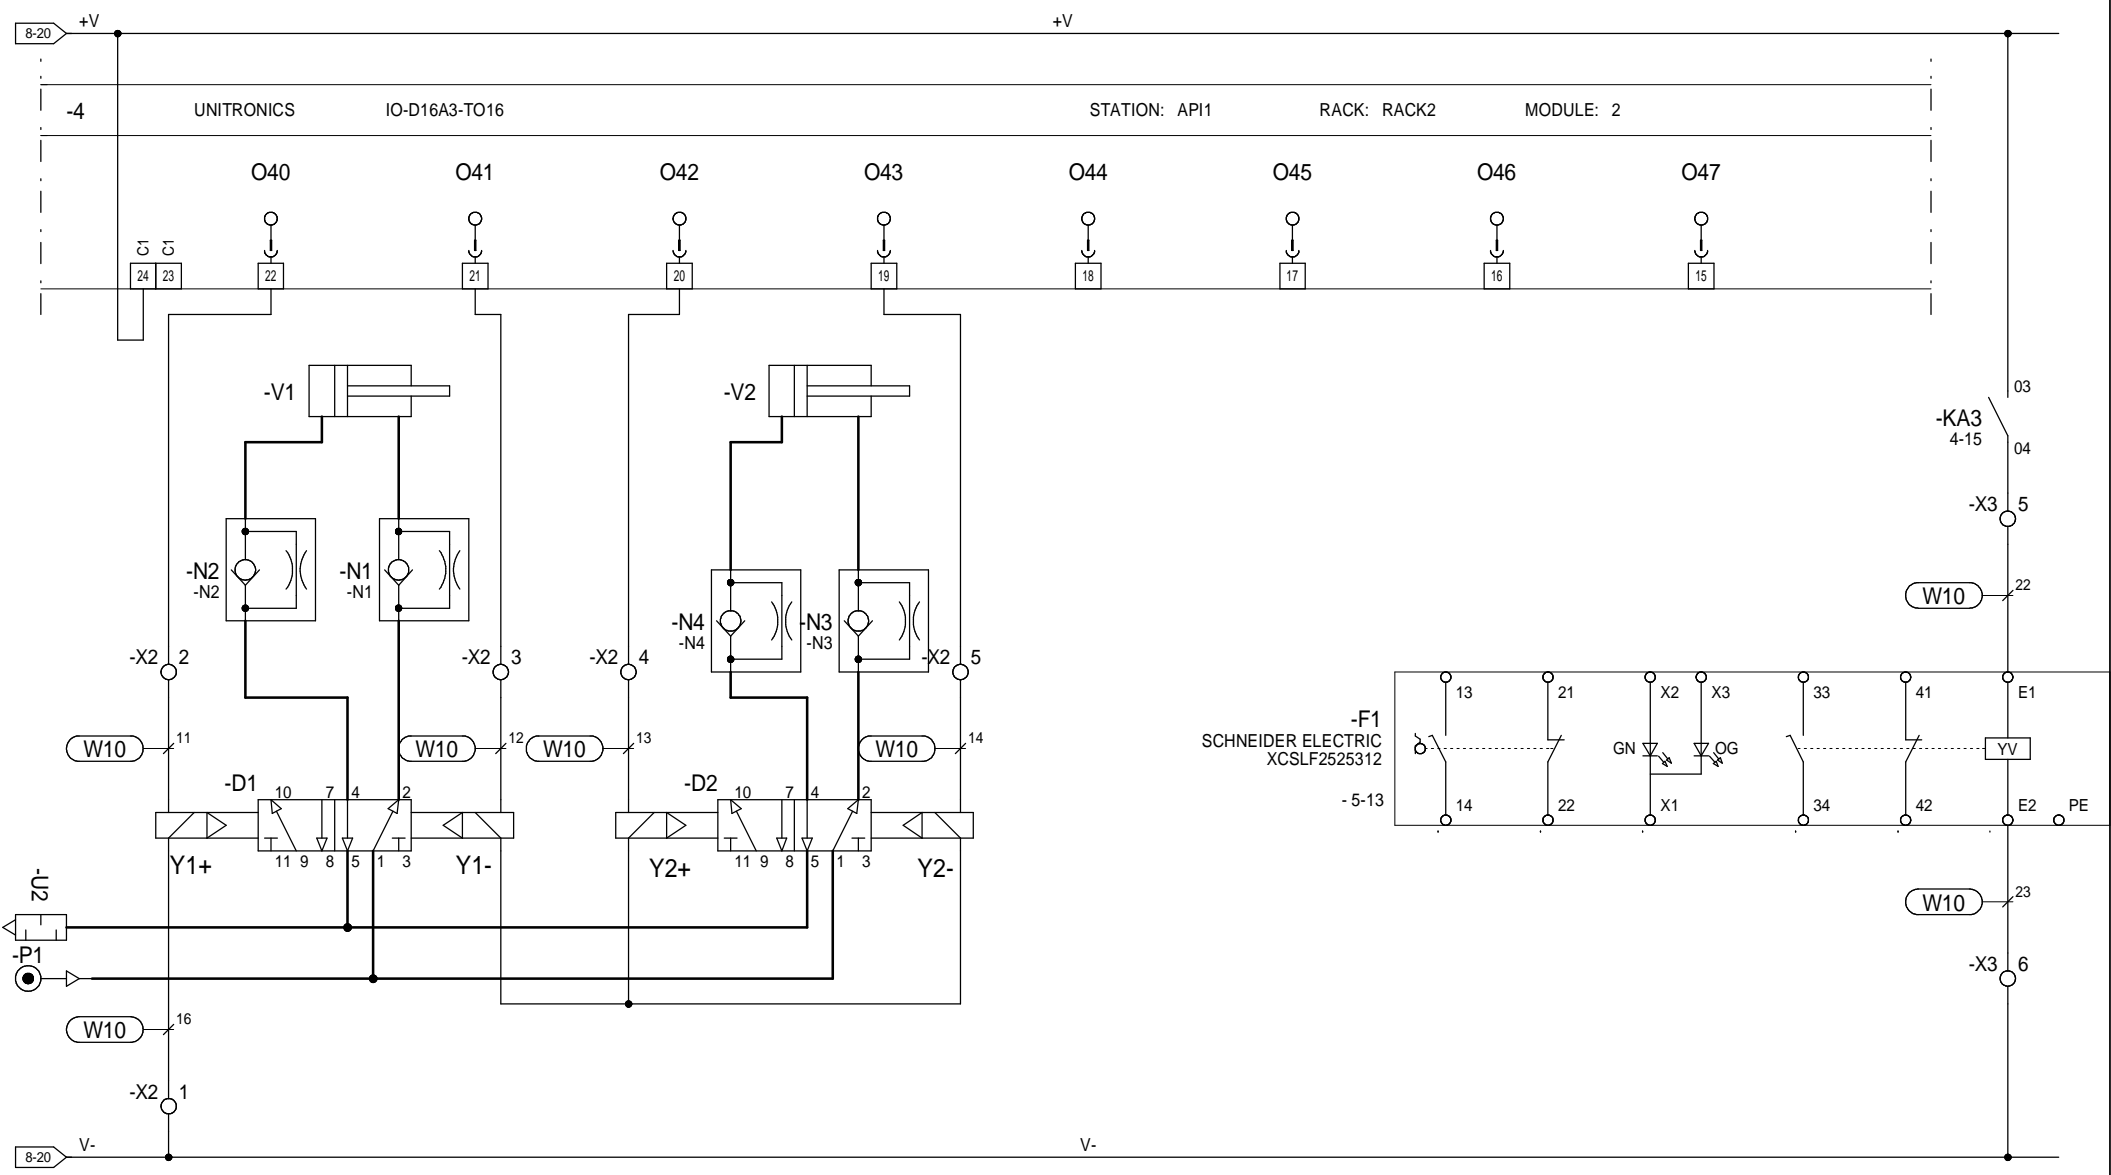 8-20 +V +V
-4 UNITRONICS IO-D16A3-TO16 STATION: API1 RACK: RACK2 MODULE: 2
O40 O41 O42 O43 O44 O45 O46 O47
C1 C1
24 23 22 21 20 19 18 17 16 15
-V1 -V2
03
-KA3
4-15
04
-X3 5
-N2 -N1
-N2 -N1
W10 22
-N4 -N3
-N4 -N3
-X2 2 -X2 3 -X2 4 -X2 5
13 21 X2 X3 33 41 E1
-F1
SCHNEIDER ELECTRIC
XCSLF2525312
GN OG YV
W10 11 W10 12 W10 13 W10 14
-D1 10 7 4 2 -D2 10 7 4 2
- 5-13
14 22 X1 34 42 E2 PE
11 9 8 5 1 3 11 9 8 5 1 3
Y1+ Y1- Y2+ Y2-
-U2
W10 23
-P1
-X3 6
W10 16
-X2 1
8-20 V- V-